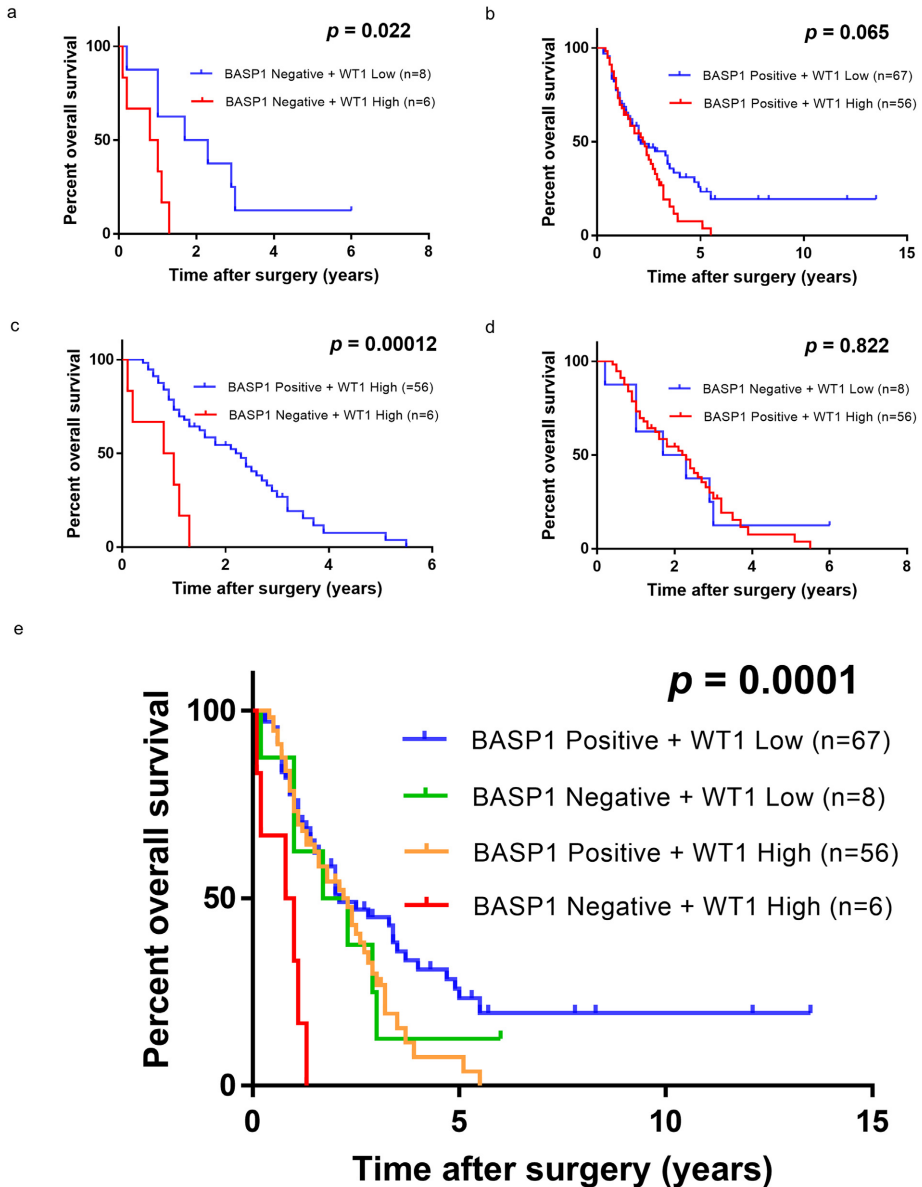 a
p = 0.022
BASP1 Negative + WT1 Low (n=8)
BASP1 Negative + WT1 High (n=6)
Percent overall survival
100
50
0
0 2 4 6 8
Time after surgery (years)
b
p = 0.065
BASP1 Positive + WT1 Low (n=67)
BASP1 Positive + WT1 High (n=56)
Percent overall survival
100
50
0
0 5 10 15
Time after surgery (years)
c
p = 0.00012
BASP1 Positive + WT1 High (=56)
BASP1 Negative + WT1 High (n=6)
Percent overall survival
100
50
0
0 2 4 6
Time after surgery (years)
d
p = 0.822
BASP1 Negative + WT1 Low (n=8)
BASP1 Positive + WT1 High (n=56)
Percent overall survival
100
50
0
0 2 4 6 8
Time after surgery (years)
e
p = 0.0001
BASP1 Positive + WT1 Low (n=67)
BASP1 Negative + WT1 Low (n=8)
BASP1 Positive + WT1 High (n=56)
BASP1 Negative + WT1 High (n=6)
Percent overall survival
100
50
0
0 5 10 15
Time after surgery (years)